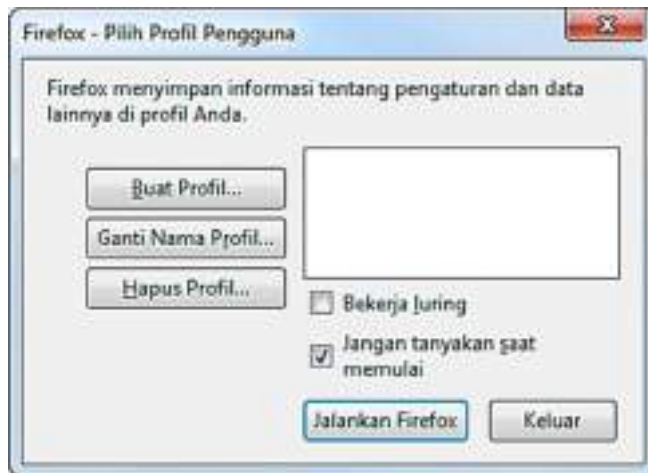 Firefox - Pilih Profil Pengguna
Firefox menyimpan informasi tentang pengaturan dan data
lainnya di profil Anda.
Buat Profil...
Ganti Nama Profil...
Hapus Profil...
Bekerja luring
Jangan tanyakan saat
memulai
Jalankan Firefox
Keluar